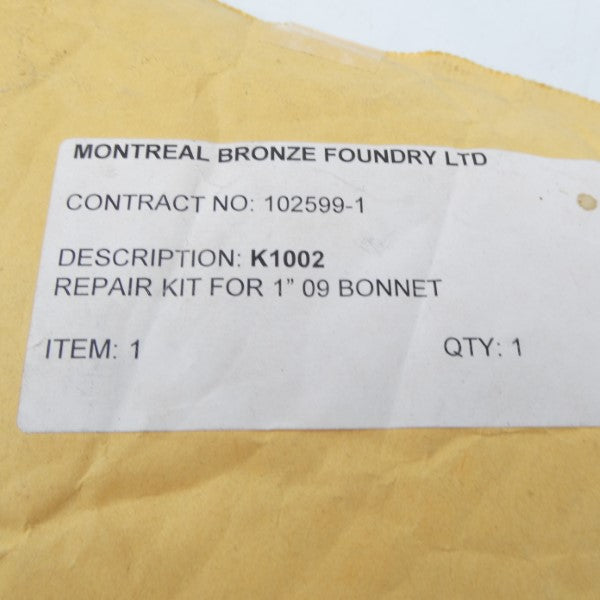 MONTREAL BRONZE FOUNDRY LTD
CONTRACT NO: 102599-1
DESCRIPTION: K1002
REPAIR KIT FOR 1” 09 BONNET
ITEM: 1 QTY: 1